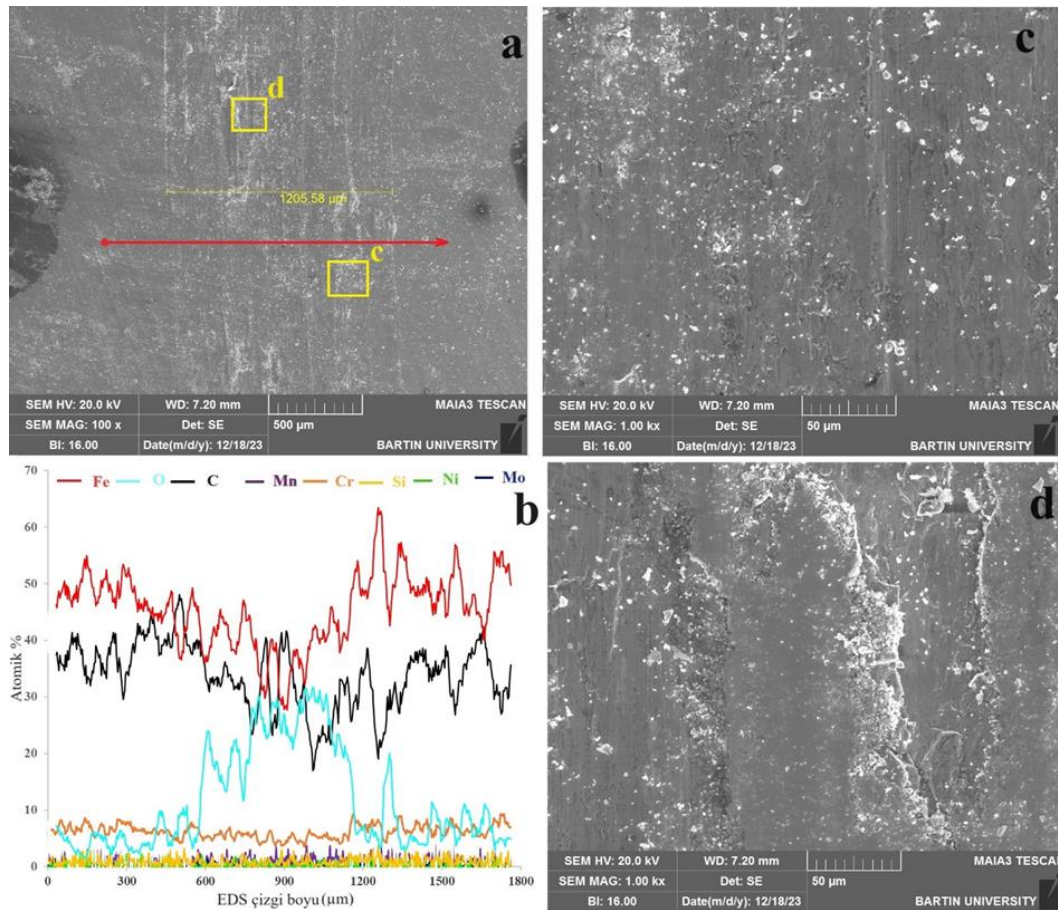 a
d
1205.58 µm
c
SEM HV: 20.0 kV WD: 7.20 mm MAIA3 TESCAN
SEM MAG: 100 x Det: SE 500 µm
BI: 16.00 Date(m/d/y): 12/18/23 BARTIN UNIVERSITY
c
SEM HV: 20.0 kV WD: 7.20 mm MAIA3 TESCAN
SEM MAG: 1.00 kx Det: SE 50 µm
BI: 16.00 Date(m/d/y): 12/18/23 BARTIN UNIVERSITY
b
Fe O C Mn Cr Si Ni Mo
Atomik %
70
60
50
40
30
20
10
0
0 300 600 900 1200 1500 1800
EDS çizgi boyu (µm)
d
SEM HV: 20.0 kV WD: 7.20 mm MAIA3 TESCAN
SEM MAG: 1.00 kx Det: SE 50 µm
BI: 16.00 Date(m/d/y): 12/18/23 BARTIN UNIVERSITY